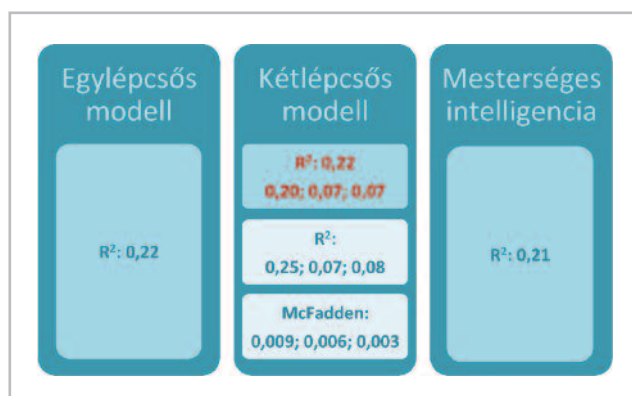 Egylépcsős
modell
R²: 0,22
Kétlépcsős
modell
R²: 0,22
0,20; 0,07; 0,07
R²:
0,25; 0,07; 0,08
McFadden:
0,009; 0,006; 0,003
Mesterséges
intelligencia
R²: 0,21